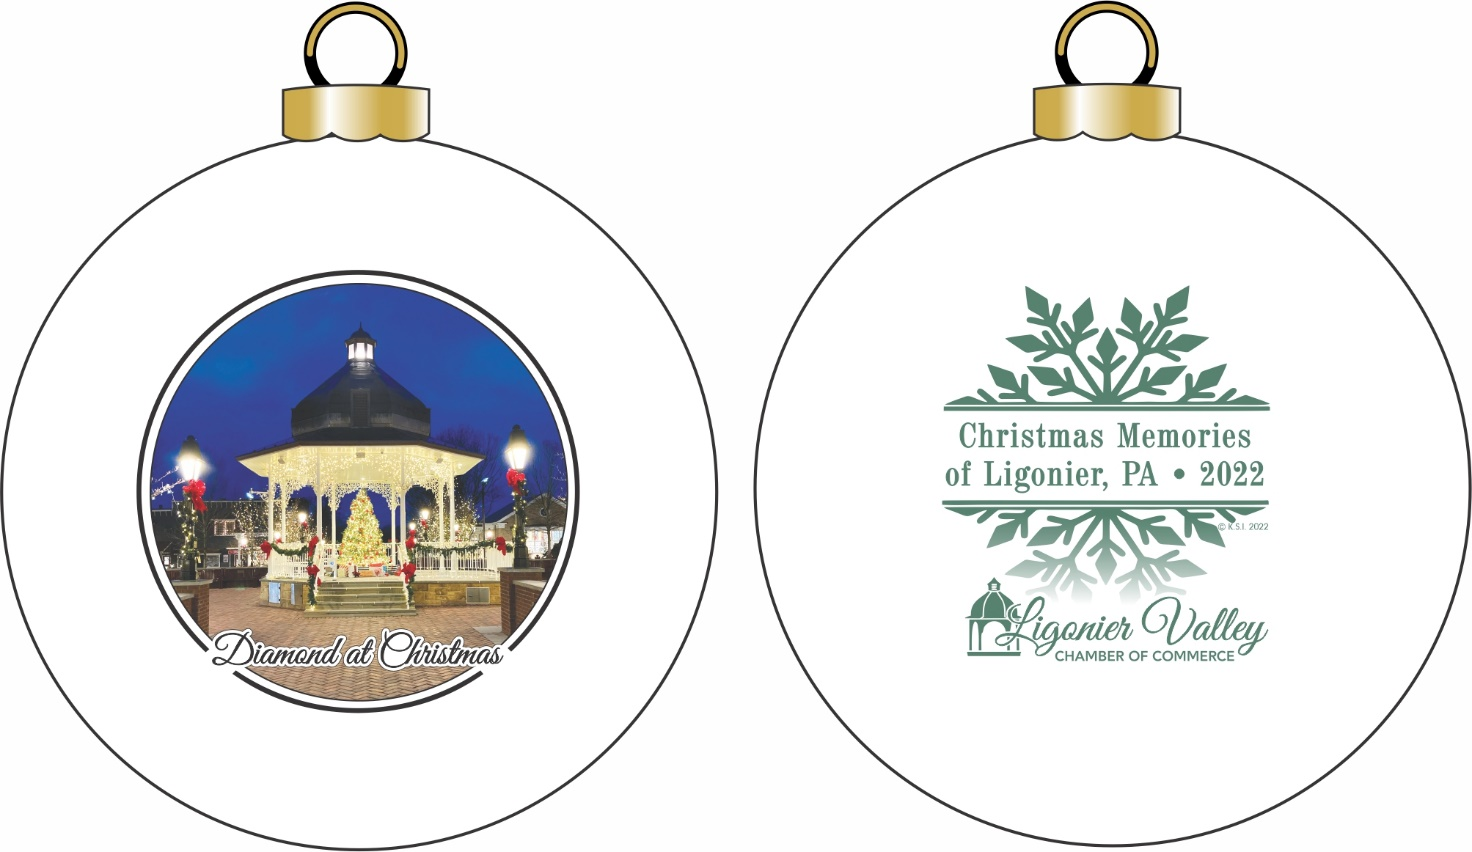 Diamond at Christmas
Christmas Memories
of Ligonier, PA • 2022
© K.S.I. 2022
Ligonier Valley
CHAMBER OF COMMERCE